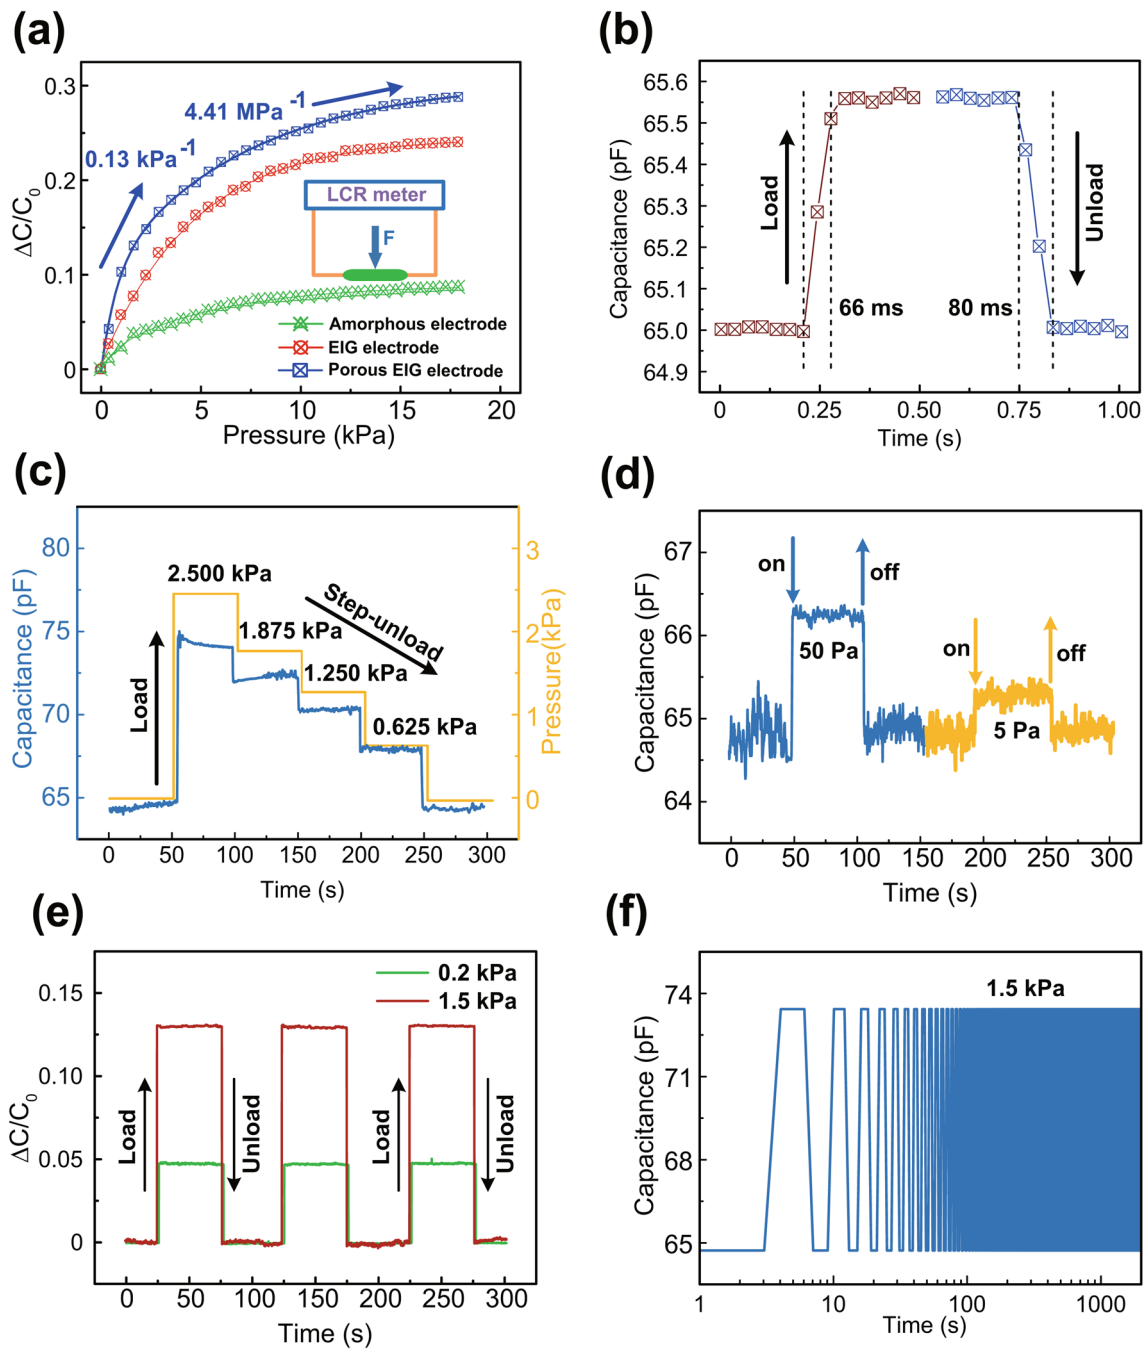 (a)
0.3
0.2
0.1
0
ΔC/C0
4.41 MPa-1
0.13 kPa-1
LCR meter
F
Amorphous electrode
EIG electrode
Porous EIG electrode
0 5 10 15 20
Pressure (kPa)
(b)
65.6
65.5
65.4
65.3
65.2
65.1
65.0
64.9
Capacitance (pF)
Load
Unload
66 ms
80 ms
0 0.25 0.50 0.75 1.00
Time (s)
(c)
80
75
70
65
Capacitance (pF)
2.500 kPa
1.875 kPa
1.250 kPa
0.625 kPa
Step-unload
Load
3
2
1
0
Pressure(kPa)
0 50 100 150 200 250 300
Time (s)
(d)
67
66
65
64
Capacitance (pF)
on
off
50 Pa
on
off
5 Pa
0 50 100 150 200 250 300
Time (s)
(e)
0.15
0.10
0.05
0
ΔC/C0
0.2 kPa
1.5 kPa
Load
Unload
Load
Unload
0 50 100 150 200 250 300
Time (s)
(f)
74
71
68
65
Capacitance (pF)
1.5 kPa
1 10 100 1000
Time (s)